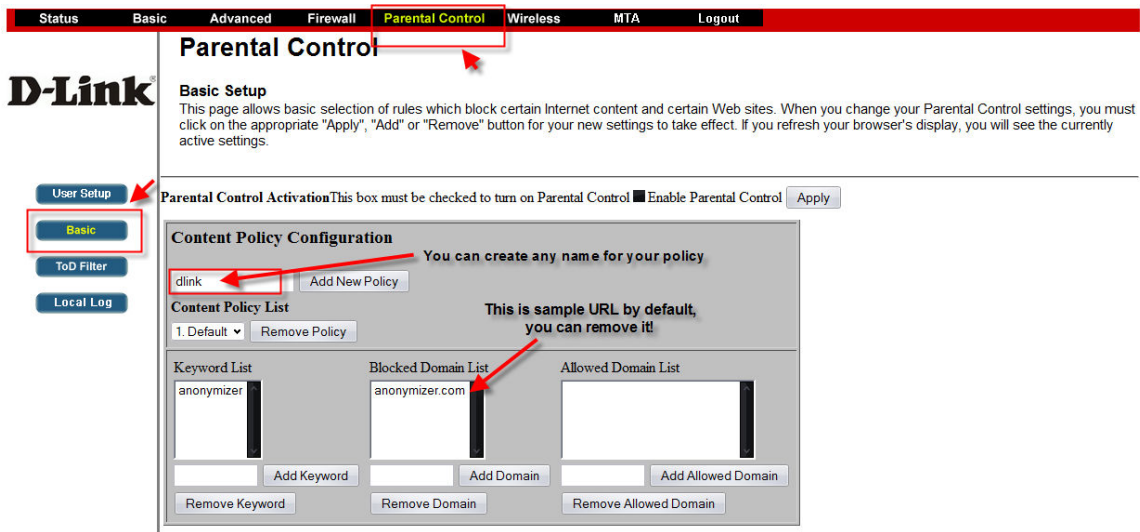 Status Basic Advanced Firewall Parental Control Wireless MTA Logout
Parental Control
D-Link®
Basic Setup
This page allows basic selection of rules which block certain Internet content and certain Web sites. When you change your Parental Control settings, you must
click on the appropriate "Apply", "Add" or "Remove" button for your new settings to take effect. If you refresh your browser's display, you will see the currently
active settings.
User Setup
Basic
ToD Filter
Local Log
Parental Control ActivationThis box must be checked to turn on Parental Control Enable Parental Control Apply
Content Policy Configuration
You can create any name for your policy
dlink Add New Policy
Content Policy List
This is sample URL by default,
you can remove it!
1. Default Remove Policy
Keyword List Blocked Domain List Allowed Domain List
anonymizer anonymizer.com
Add Keyword Add Domain Add Allowed Domain
Remove Keyword Remove Domain Remove Allowed Domain